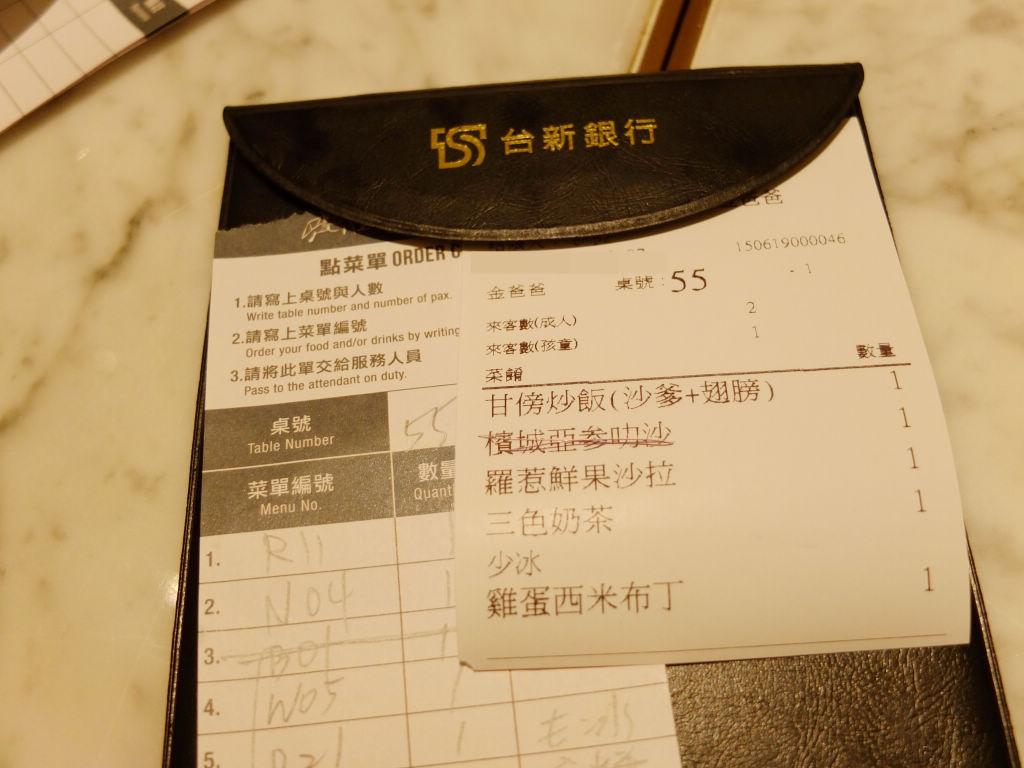 台新銀行
點菜單 ORDER
1.請寫上桌號與人數
Write table number and number of pax.
2.請寫上菜單編號
Order your food and/or drinks by writing
3.請將此單交給服務人員
Pass to the attendant on duty.
桌號
Table Number
55
菜單編號
Menu No.
數量
1. R11
2. N04 1
3. B01 1
4. W05
5. 1 去冰
爸爸
150619000046
金爸爸 桌號:55 -1
來客數(成人) 2
來客數(孩童) 1
菜餚 數量
甘傍炒飯(沙爹+翅膀) 1
檳城亞參叻沙 1
羅惹鮮果沙拉 1
三色奶茶 1
少冰
雞蛋西米布丁 1